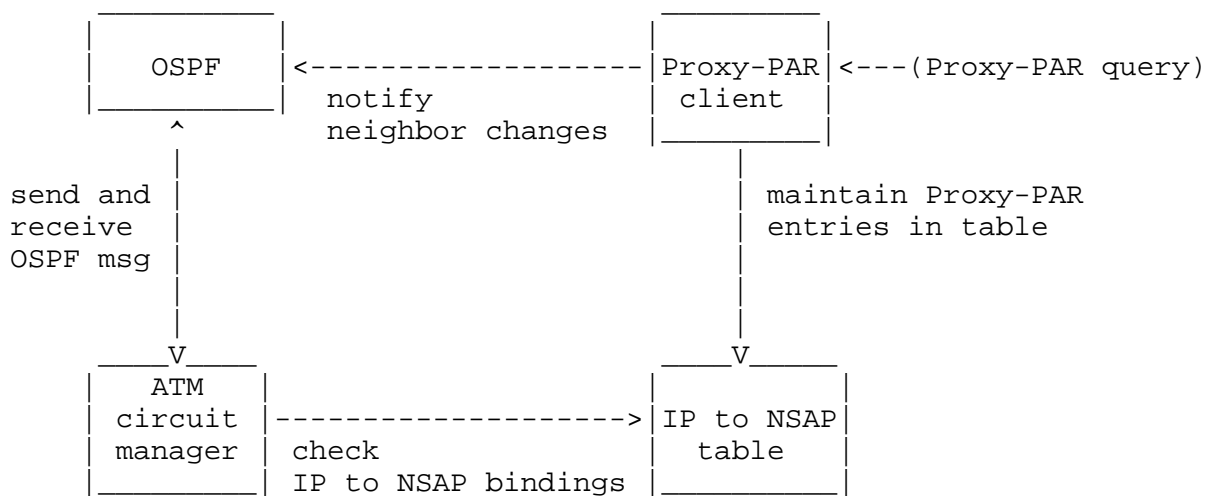 OSPF
Proxy-PAR
client
(Proxy-PAR query)
notify
neighbor changes
send and
receive
OSPF msg
maintain Proxy-PAR
entries in table
ATM
circuit
manager
IP to NSAP
table
check
IP to NSAP bindings